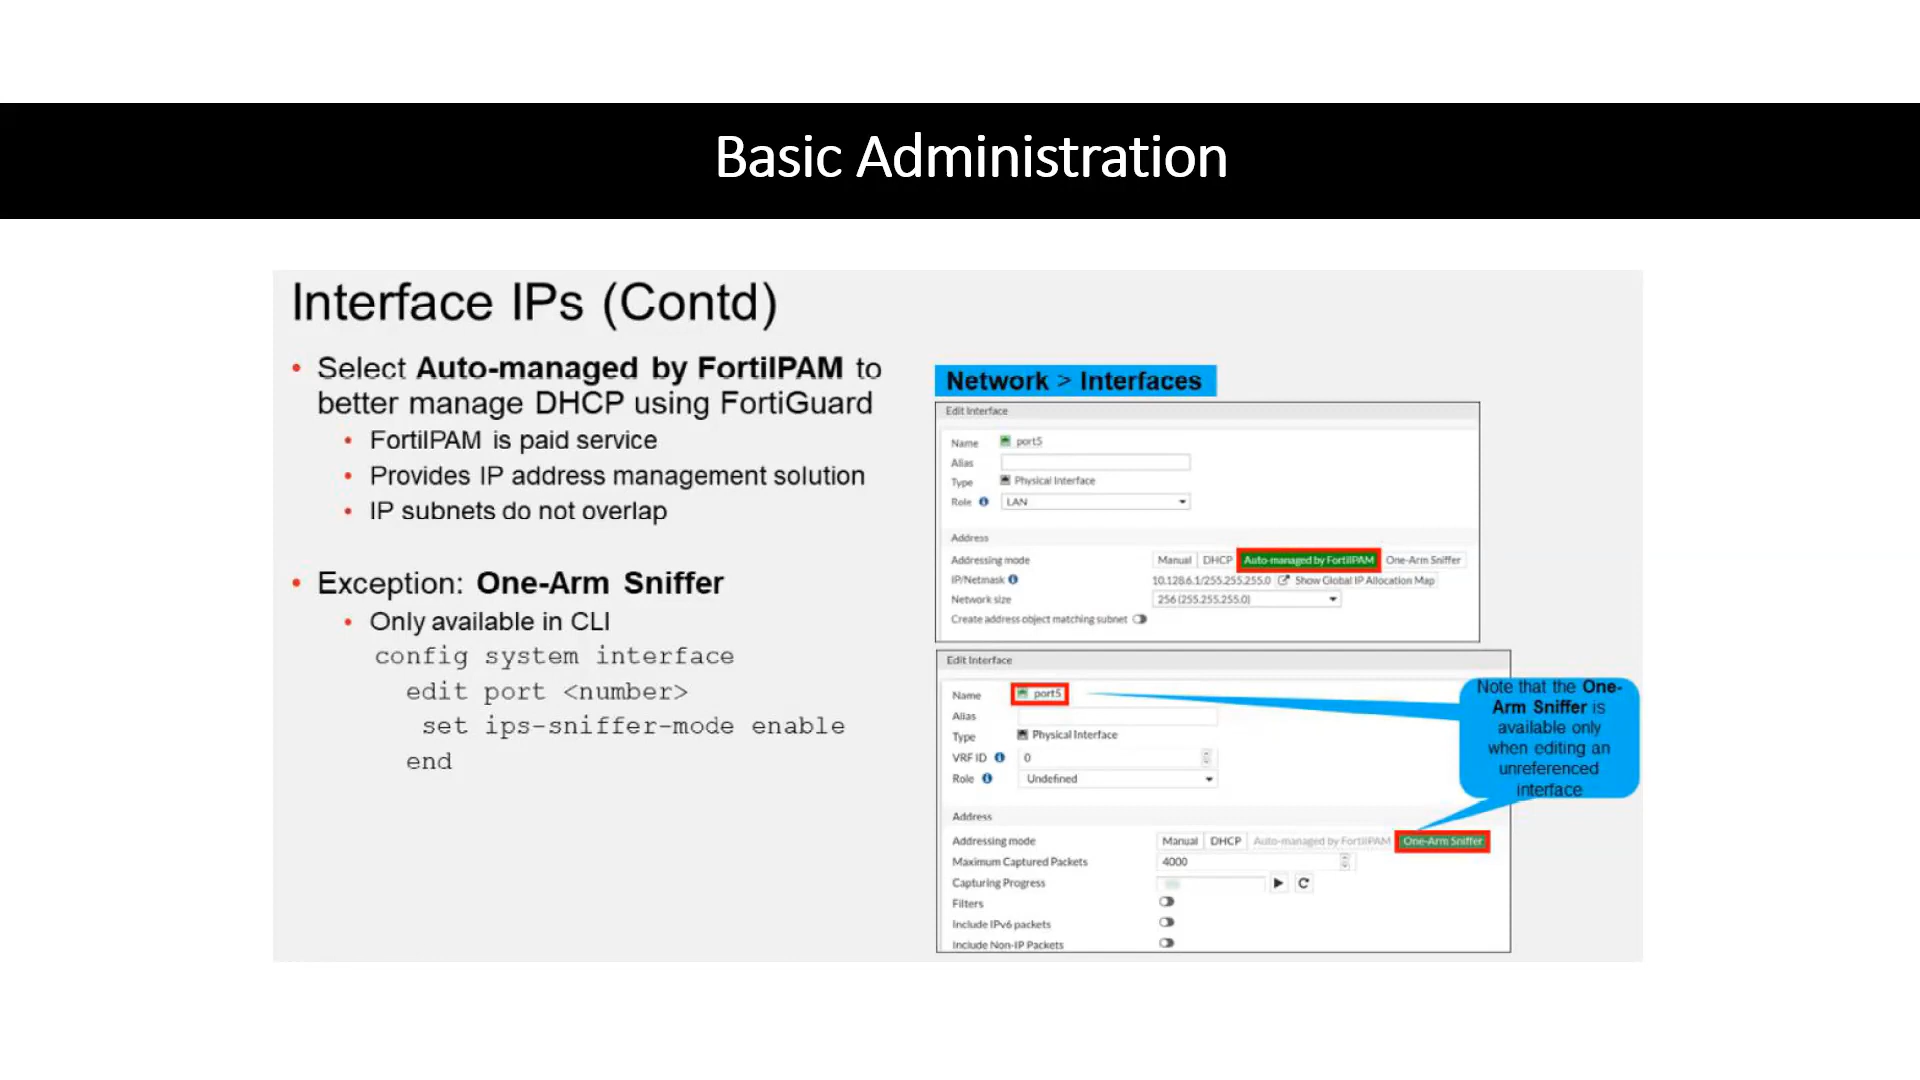 Basic Administration
Interface IPs (Contd)
• Select Auto-managed by FortiIPAM to
better manage DHCP using FortiGuard
• FortiIPAM is paid service
• Provides IP address management solution
• IP subnets do not overlap
• Exception: One-Arm Sniffer
• Only available in CLI
config system interface
edit port <number>
set ips-sniffer-mode enable
end
Network > Interfaces
Edit Interface
Name port5
Alias
Type Physical Interface
Role LAN
Address
Addressing mode Manual DHCP Auto-managed by FortiIPAM One-Arm Sniffer
IP/Netmask 10.128.6.1/255.255.255.0 Show Global IP Allocation Map
Network size 256 (255.255.255.0)
Create address object matching subnet
Edit Interface
Name port5
Alias
Type Physical Interface
VRF ID 0
Role Undefined
Address
Addressing mode Manual DHCP Auto-managed by FortiIPAM One-Arm Sniffer
Maximum Captured Packets 4000
Capturing Progress
Filters
Include IPv6 packets
Include Non-IP Packets
Note that the One-
Arm Sniffer is
available only
when editing an
unreferenced
interface